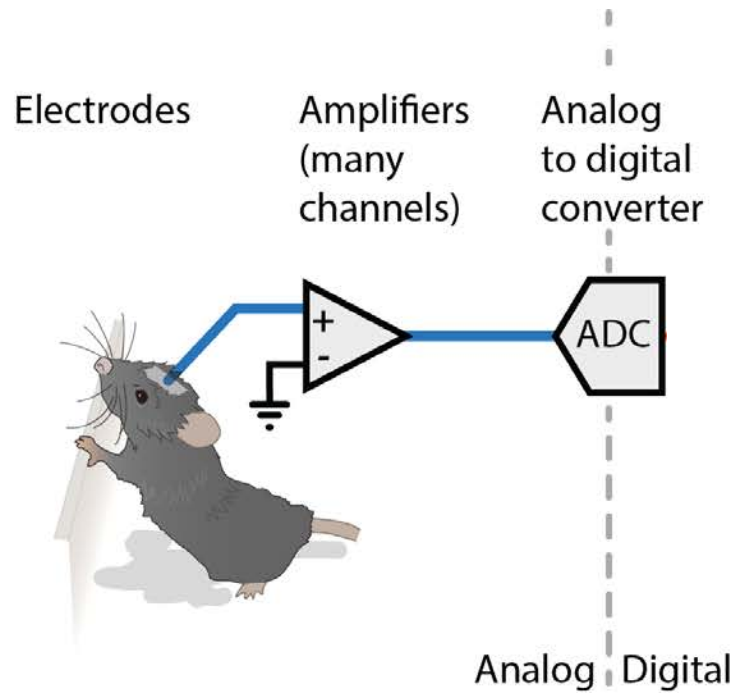 Electrodes
Amplifiers
(many
channels)
Analog
to digital
converter
+
-
ADC
Analog
Digital